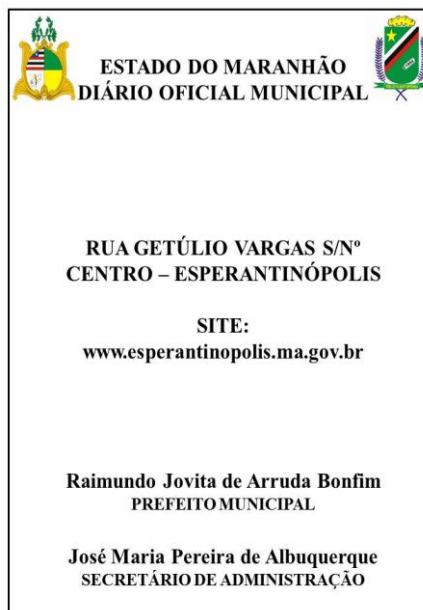 ESTADO DO MARANHÃO
DIÁRIO OFICIAL MUNICIPAL
RUA GETÚLIO VARGAS S/Nº
CENTRO – ESPERANTINÓPOLIS
SITE:
www.esperantinopolis.ma.gov.br
Raimundo Jovita de Arruda Bonfim
PREFEITO MUNICIPAL
José Maria Pereira de Albuquerque
SECRETÁRIO DE ADMINISTRAÇÃO